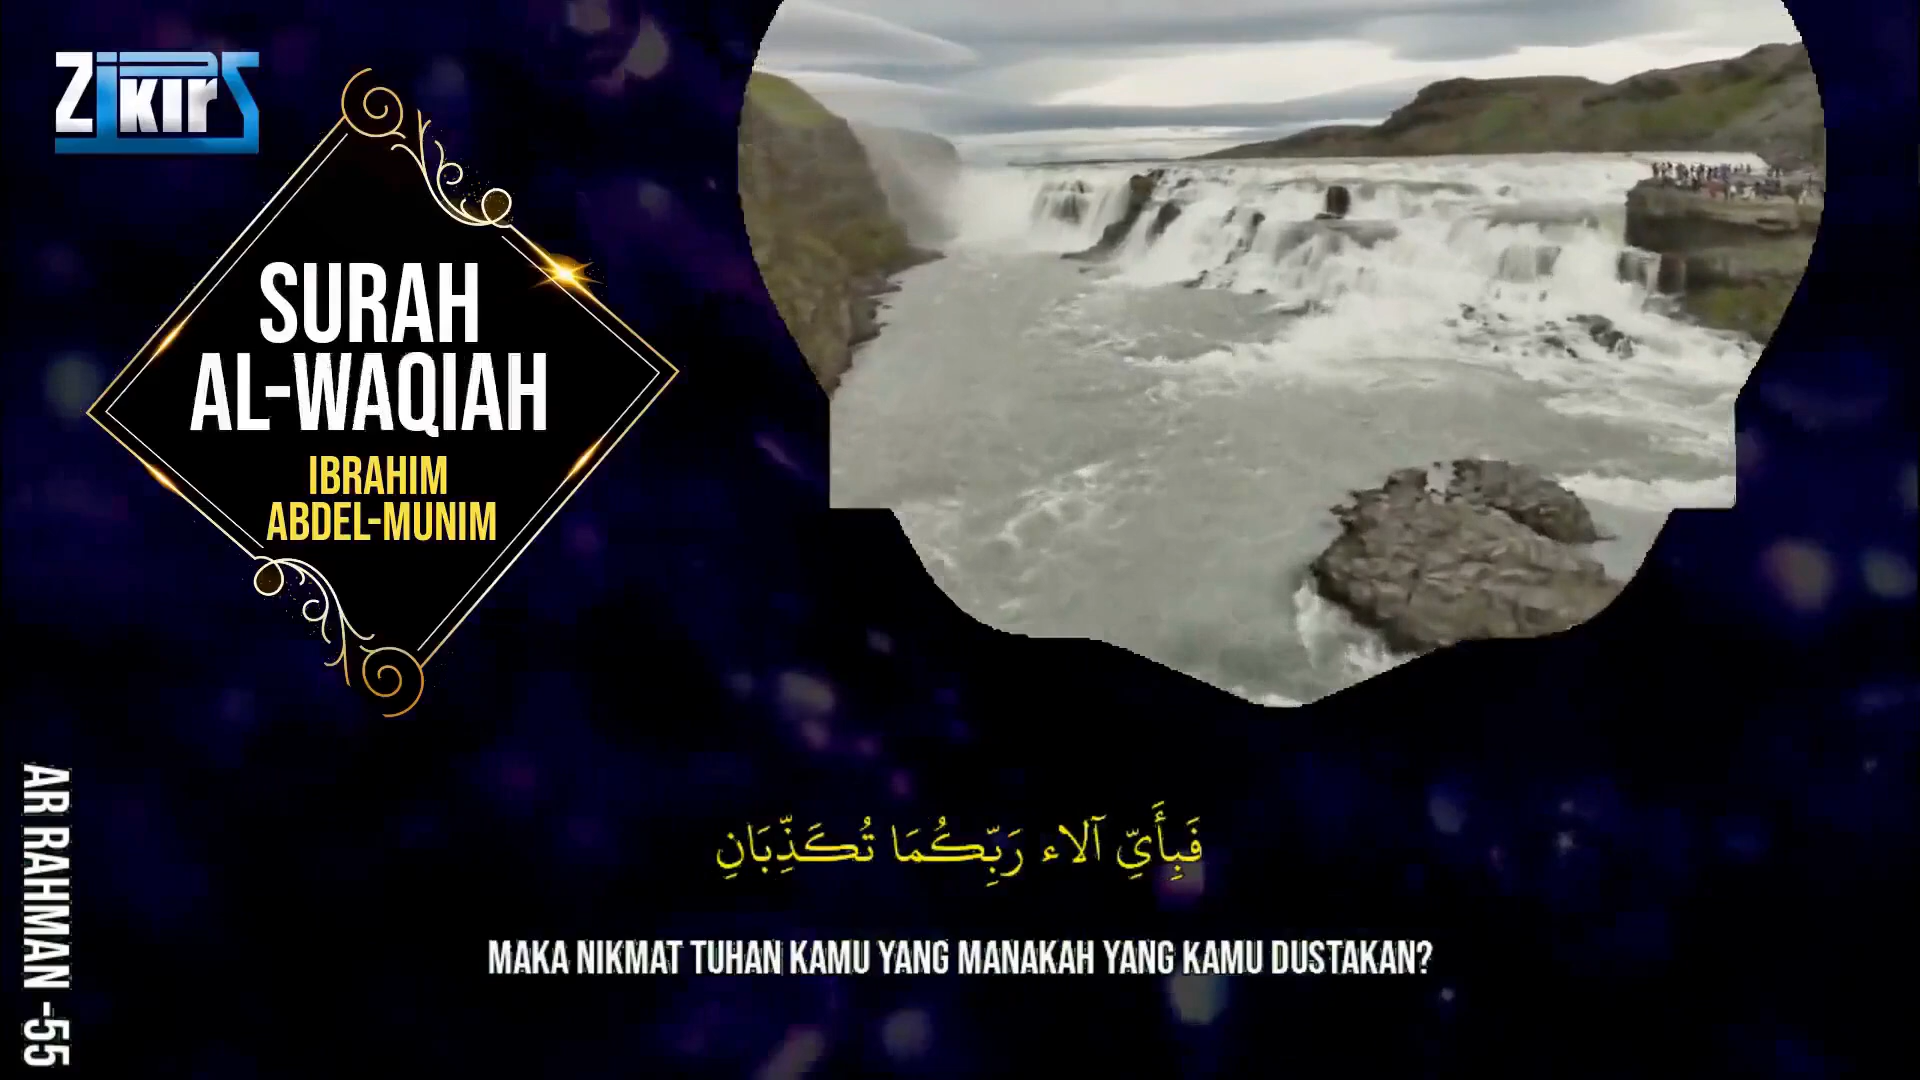 ZikirS
SURAH
AL-WAQIAH
IBRAHIM
ABDEL-MUNIM
فَبِأَيِّ آلاء رَبِّكُمَا تُكَذِّبَانِ
MAKA NIKMAT TUHAN KAMU YANG MANAKAH YANG KAMU DUSTAKAN?
AR RAHMAN -55